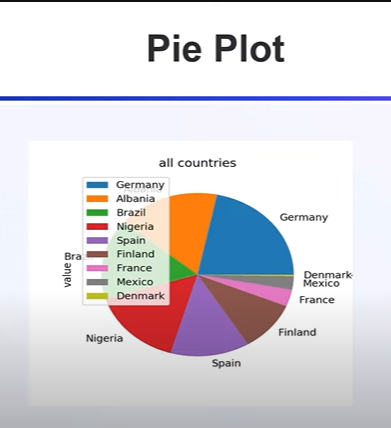 Pie Plot
all countries
Germany
Albania
Brazil
Nigeria
Spain
Finland
France
Mexico
Denmark
value
Bra
Germany
Denmark
Mexico
France
Finland
Spain
Nigeria